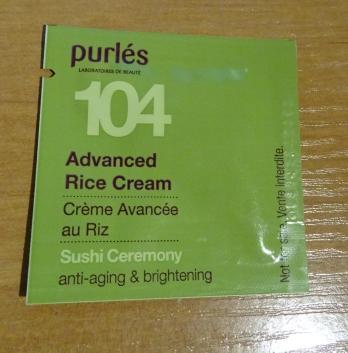 purlés
LABORATOIRES DE BEAUTÉ
104
Advanced
Rice Cream
Crème Avancée
au Riz
Sushi Ceremony
anti-aging & brightening
Not for sale. Vente interdite.